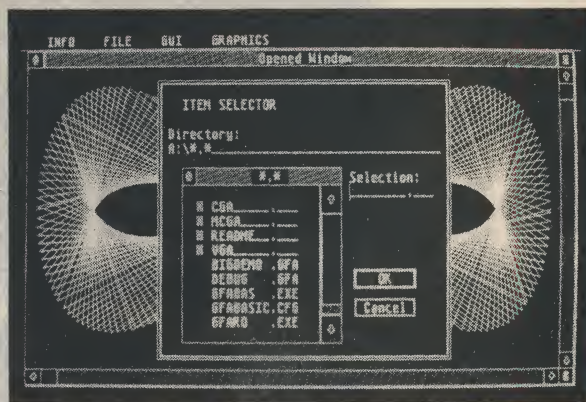 INFO FILE GUI GRAPHICS
Opened Window
ITEM SELECTOR
Directory:
A:\*.*
*.*
Selection:
CGA
MCGA
README
VGA
BIGDEMO .GFA
DEBUG .GFA
GFABAS .EXE
GFABASIC.CFG
GFARO .EXE
OK
Cancel